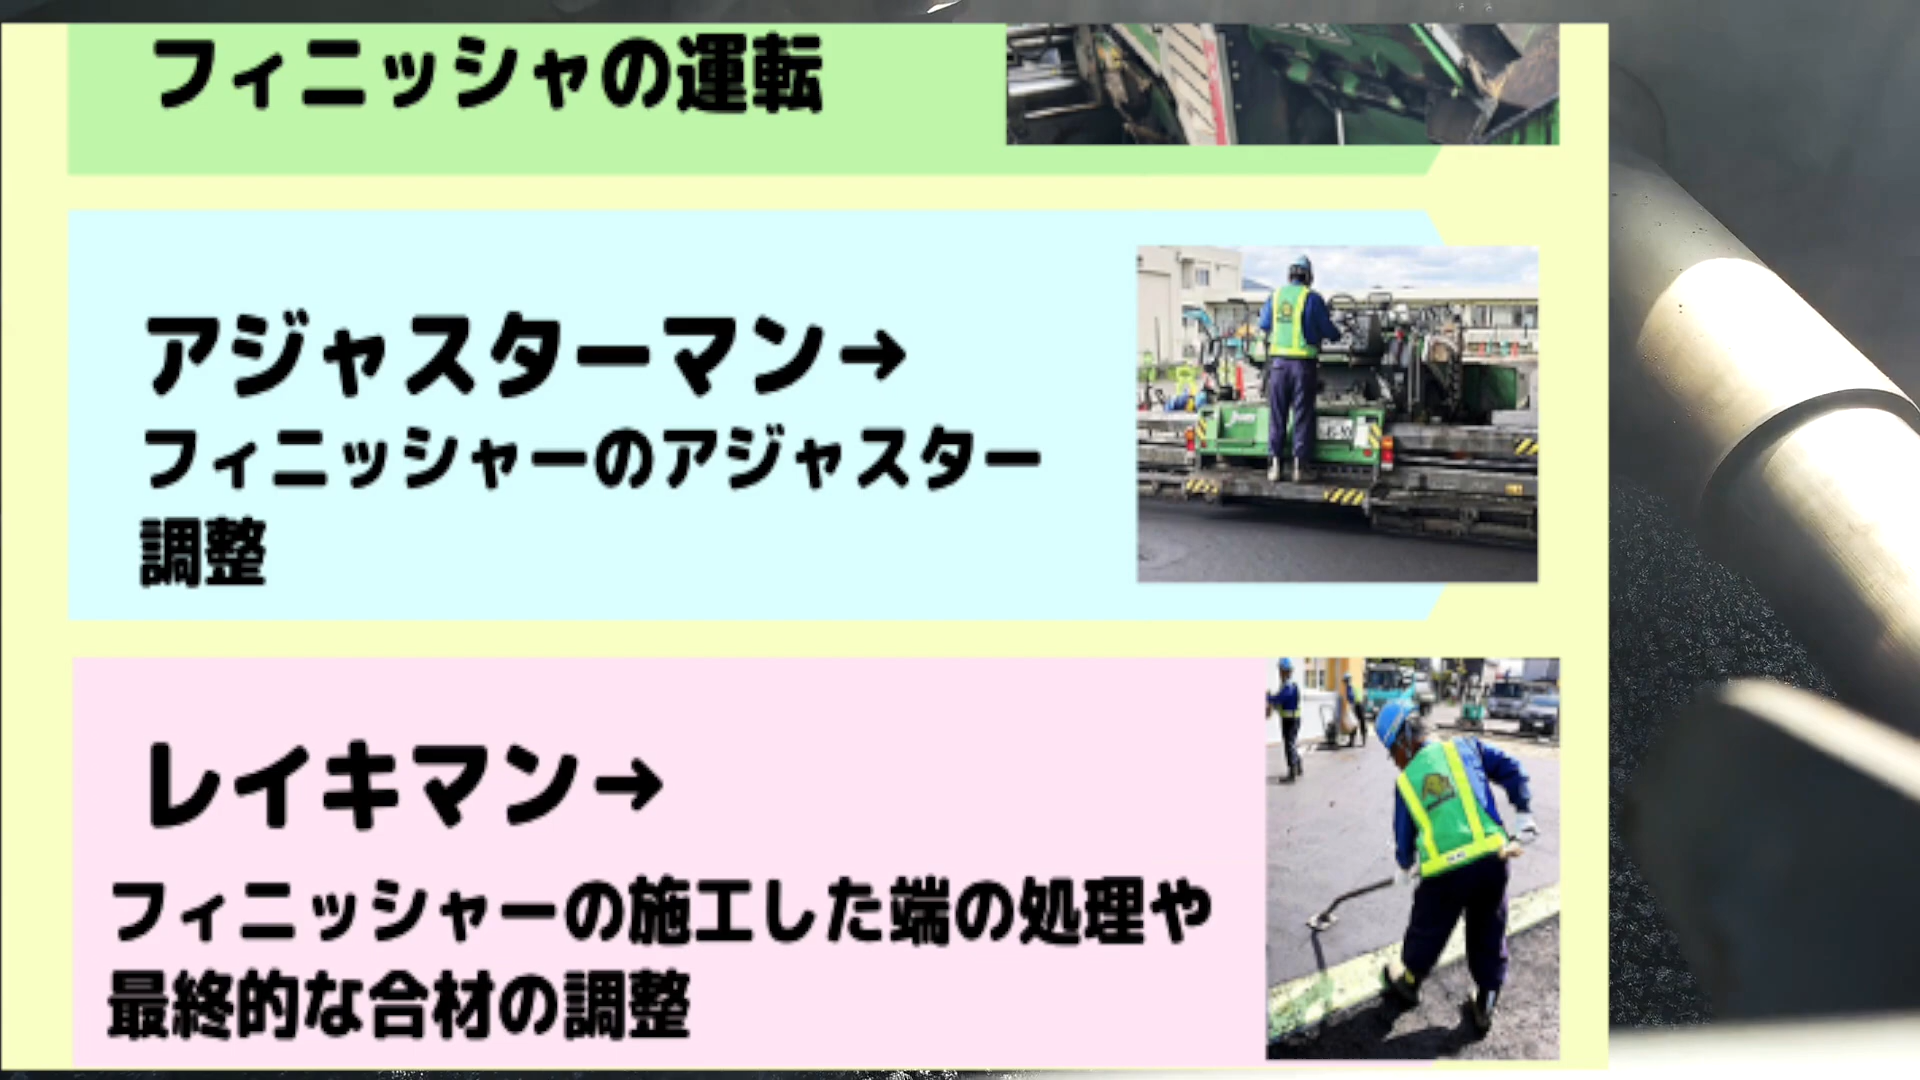 フィニッシャの運転
アジャスターマン→
フィニッシャーのアジャスター
調整
レイキマン→
フィニッシャーの施工した端の処理や
最終的な合材の調整